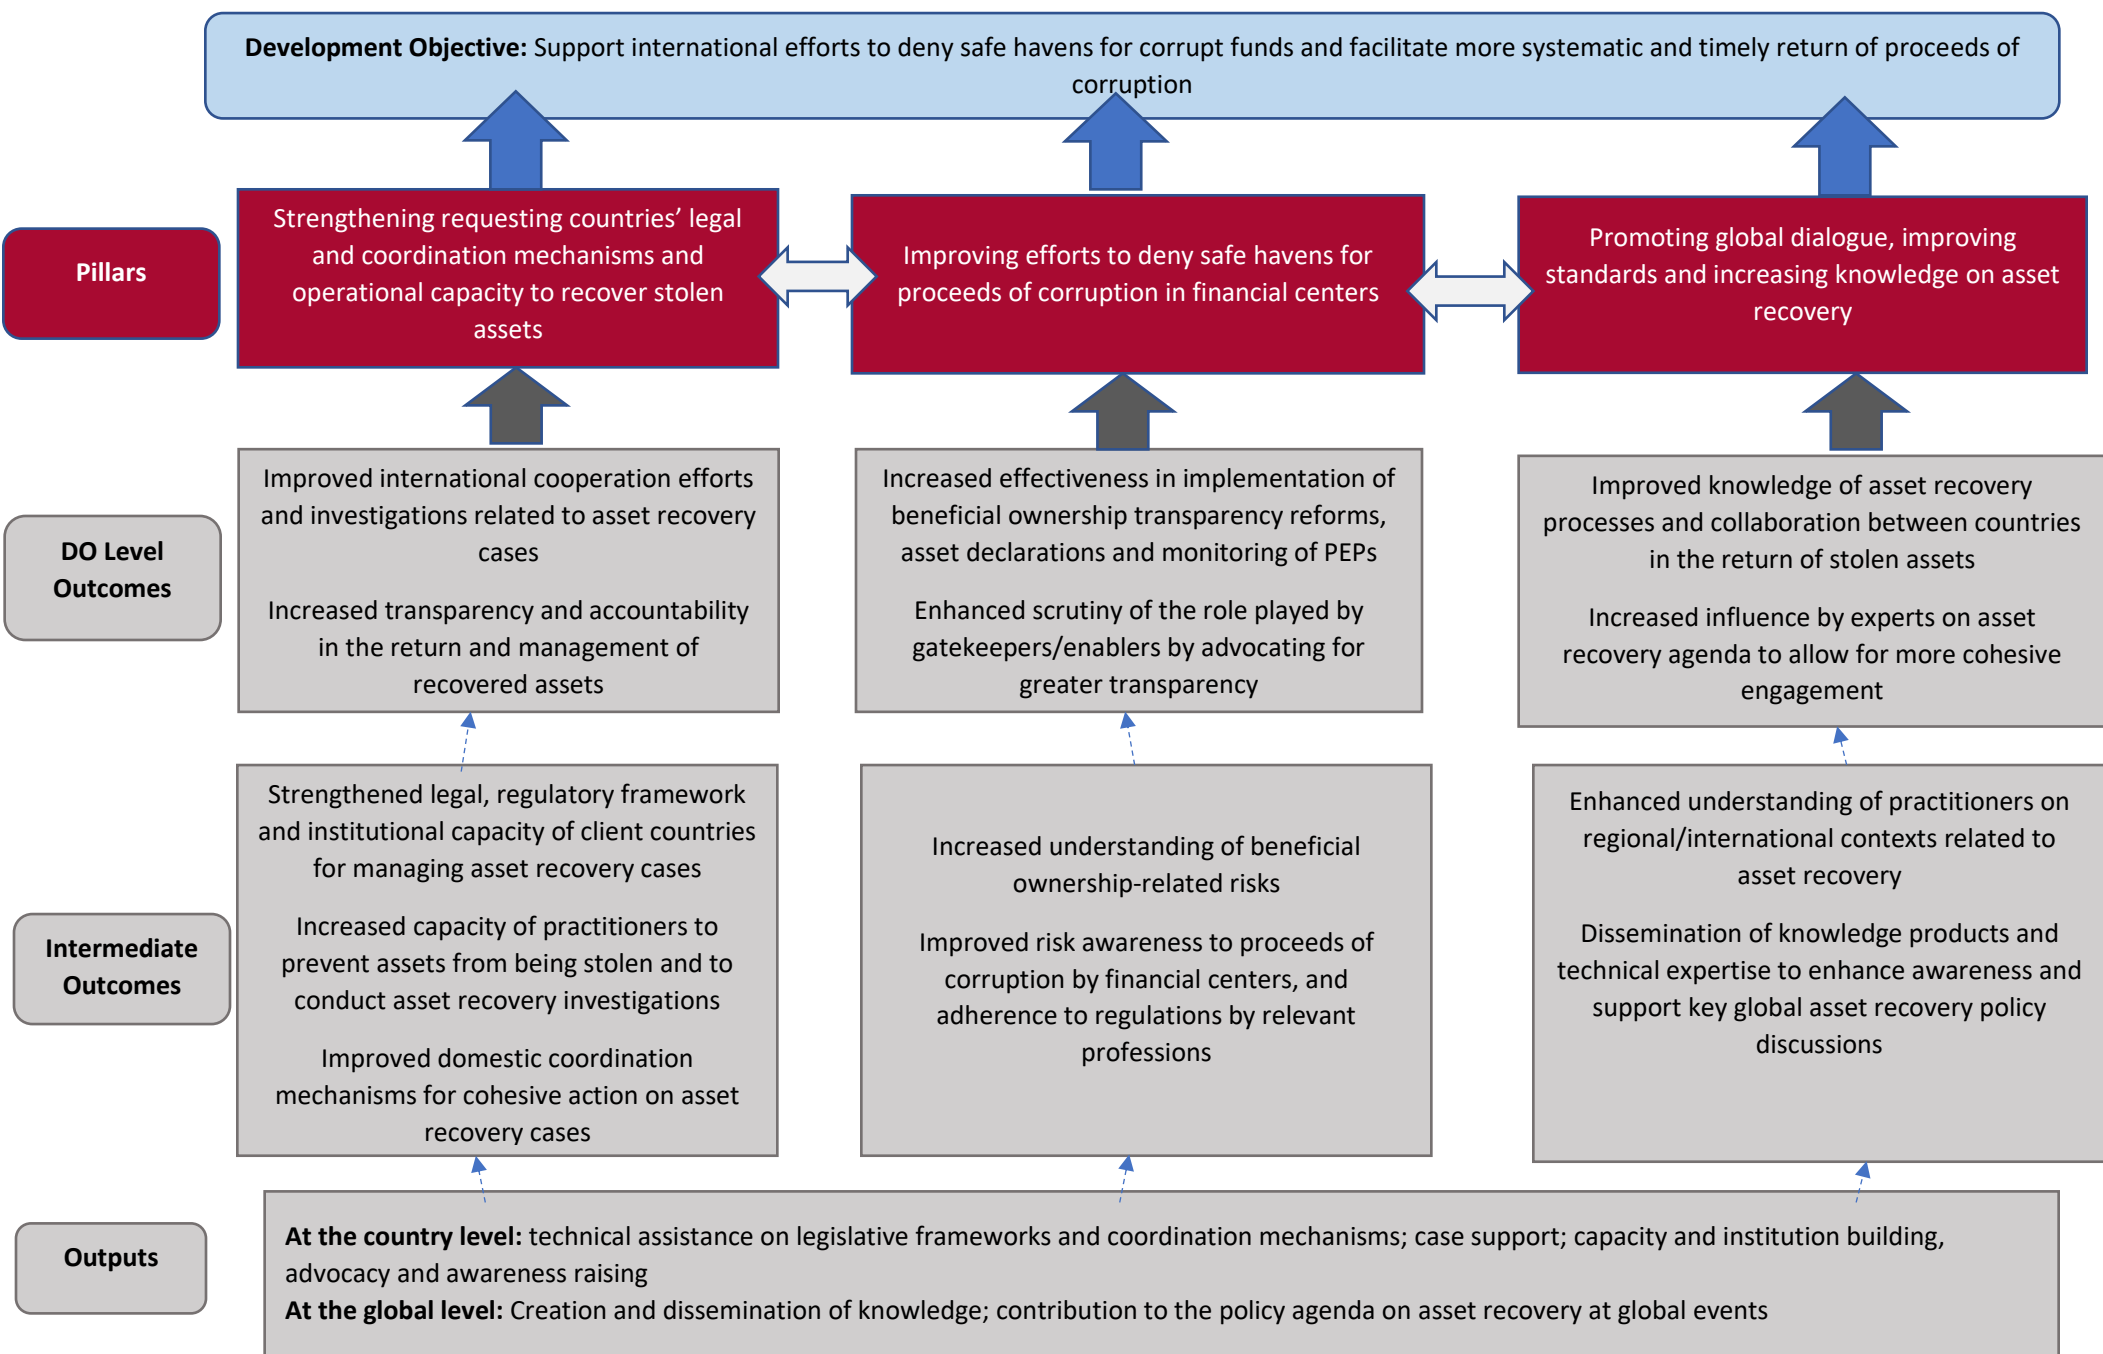 Development Objective: Support international efforts to deny safe havens for corrupt funds and facilitate more systematic and timely return of proceeds of
corruption
Pillars
Strengthening requesting countries’ legal
and coordination mechanisms and
operational capacity to recover stolen
assets
Improving efforts to deny safe havens for
proceeds of corruption in financial centers
Promoting global dialogue, improving
standards and increasing knowledge on asset
recovery
DO Level
Outcomes
Improved international cooperation efforts
and investigations related to asset recovery
cases
Increased transparency and accountability
in the return and management of
recovered assets
Increased effectiveness in implementation of
beneficial ownership transparency reforms,
asset declarations and monitoring of PEPs
Enhanced scrutiny of the role played by
gatekeepers/enablers by advocating for
greater transparency
Improved knowledge of asset recovery
processes and collaboration between countries
in the return of stolen assets
Increased influence by experts on asset
recovery agenda to allow for more cohesive
engagement
Intermediate
Outcomes
Strengthened legal, regulatory framework
and institutional capacity of client countries
for managing asset recovery cases
Increased capacity of practitioners to
prevent assets from being stolen and to
conduct asset recovery investigations
Improved domestic coordination
mechanisms for cohesive action on asset
recovery cases
Increased understanding of beneficial
ownership-related risks
Improved risk awareness to proceeds of
corruption by financial centers, and
adherence to regulations by relevant
professions
Enhanced understanding of practitioners on
regional/international contexts related to
asset recovery
Dissemination of knowledge products and
technical expertise to enhance awareness and
support key global asset recovery policy
discussions
Outputs
At the country level: technical assistance on legislative frameworks and coordination mechanisms; case support; capacity and institution building,
advocacy and awareness raising
At the global level: Creation and dissemination of knowledge; contribution to the policy agenda on asset recovery at global events